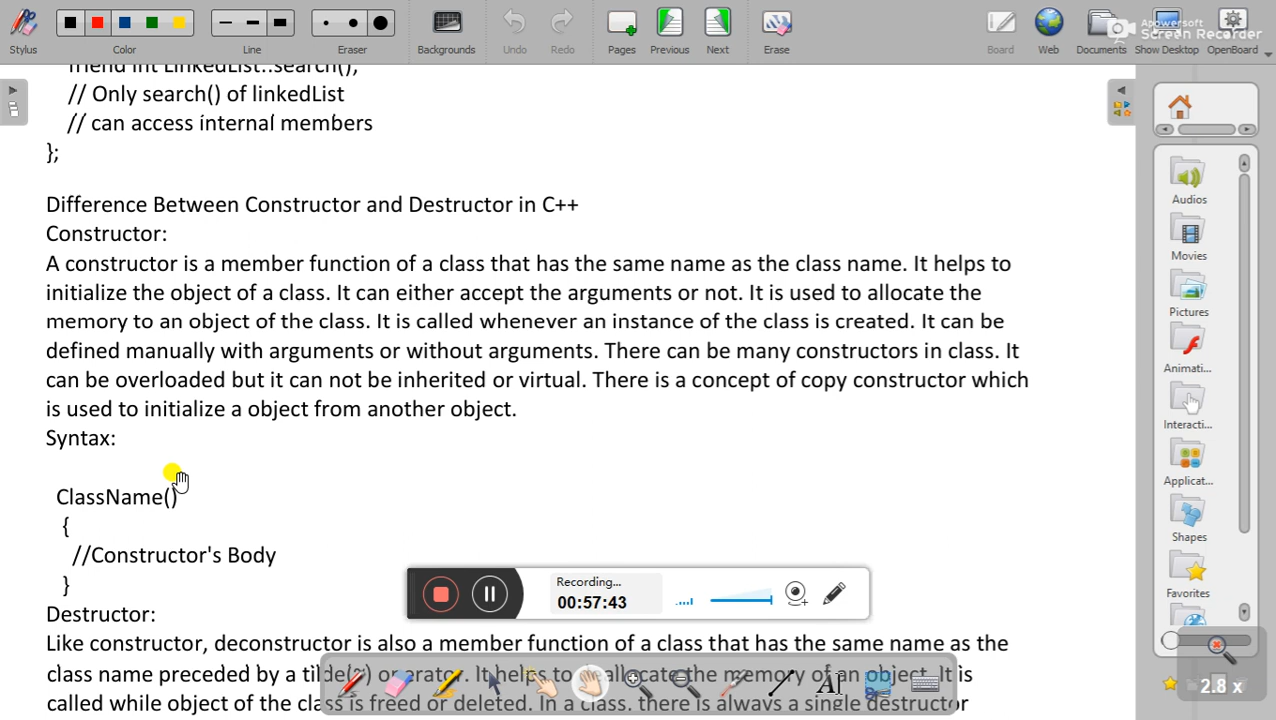 Stylus
Color
Line
Eraser
Backgrounds
Undo
Redo
Pages
Previous
Next
Erase
Board
Web
Documents
Show Desktop
OpenBoard
Apowersoft
Screen Recorder
friend int LinkedList::search();
// Only search() of linkedList
// can access internal members
};
Difference Between Constructor and Destructor in C++
Constructor:
A constructor is a member function of a class that has the same name as the class name. It helps to
initialize the object of a class. It can either accept the arguments or not. It is used to allocate the
memory to an object of the class. It is called whenever an instance of the class is created. It can be
defined manually with arguments or without arguments. There can be many constructors in class. It
can be overloaded but it can not be inherited or virtual. There is a concept of copy constructor which
is used to initialize a object from another object.
Syntax:
ClassName()
{
//Constructor's Body
}
Destructor:
Like constructor, deconstructor is also a member function of a class that has the same name as the
class name preceded by a tilde(~) operator. It helps to deallocate the memory of an object. It is
called while object of the class is freed or deleted. In a class, there is always a single destructor
Recording...
00:57:43
Audios
Movies
Pictures
Animati...
Interacti...
Applicat...
Shapes
Favorites
2.8 x